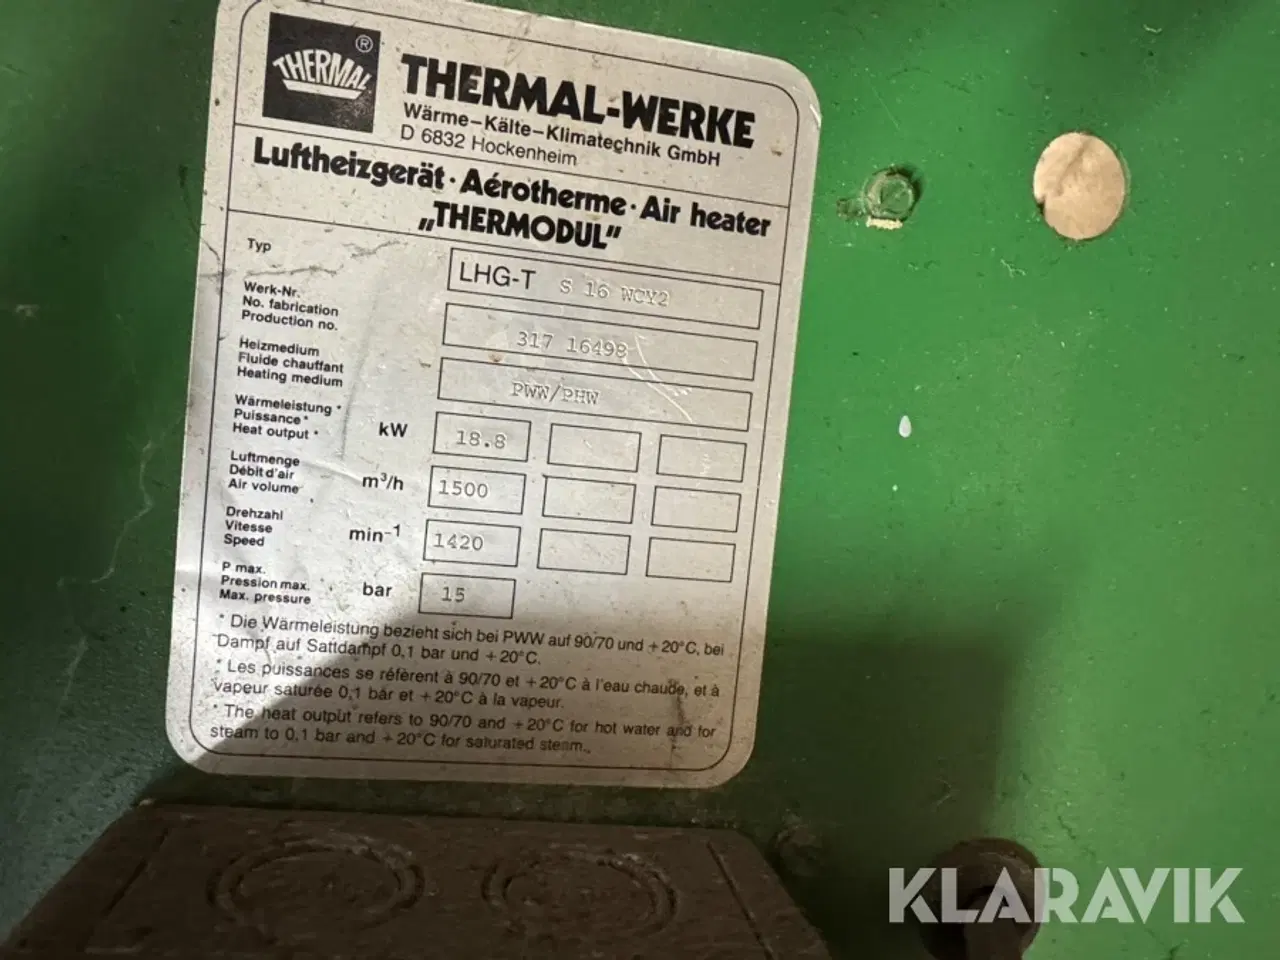 THERMAL ®
THERMAL-WERKE
Wärme-Kälte-Klimatechnik GmbH
D 6832 Hockenheim
Luftheizgerät · Aérotherme · Air heater
„THERMODUL”
Typ
LHG-T S 16 WCY2
Werk-Nr.
No. fabrication
Production no.
317 16498
Heizmedium
Fluide chauffant
Heating medium
PWW/PHW
Wärmeleistung *
Puissance *
Heat output *
kW
18.8
Luftmenge
Débit d'air
Air volume
m³/h
1500
Drehzahl
Vitesse
Speed
min⁻¹
1420
P max.
Pression max.
Max. pressure
bar
15
* Die Wärmeleistung bezieht sich bei PWW auf 90/70 und +20°C, bei
Dampf auf Sattdampf 0,1 bar und +20°C.
* Les puissances se réfèrent à 90/70 et +20°C à l'eau chaude, et à
vapeur saturée 0,1 bar et +20°C à la vapeur.
* The heat output refers to 90/70 and +20°C for hot water and for
steam to 0,1 bar and +20°C for saturated steam.
KLARAVIK